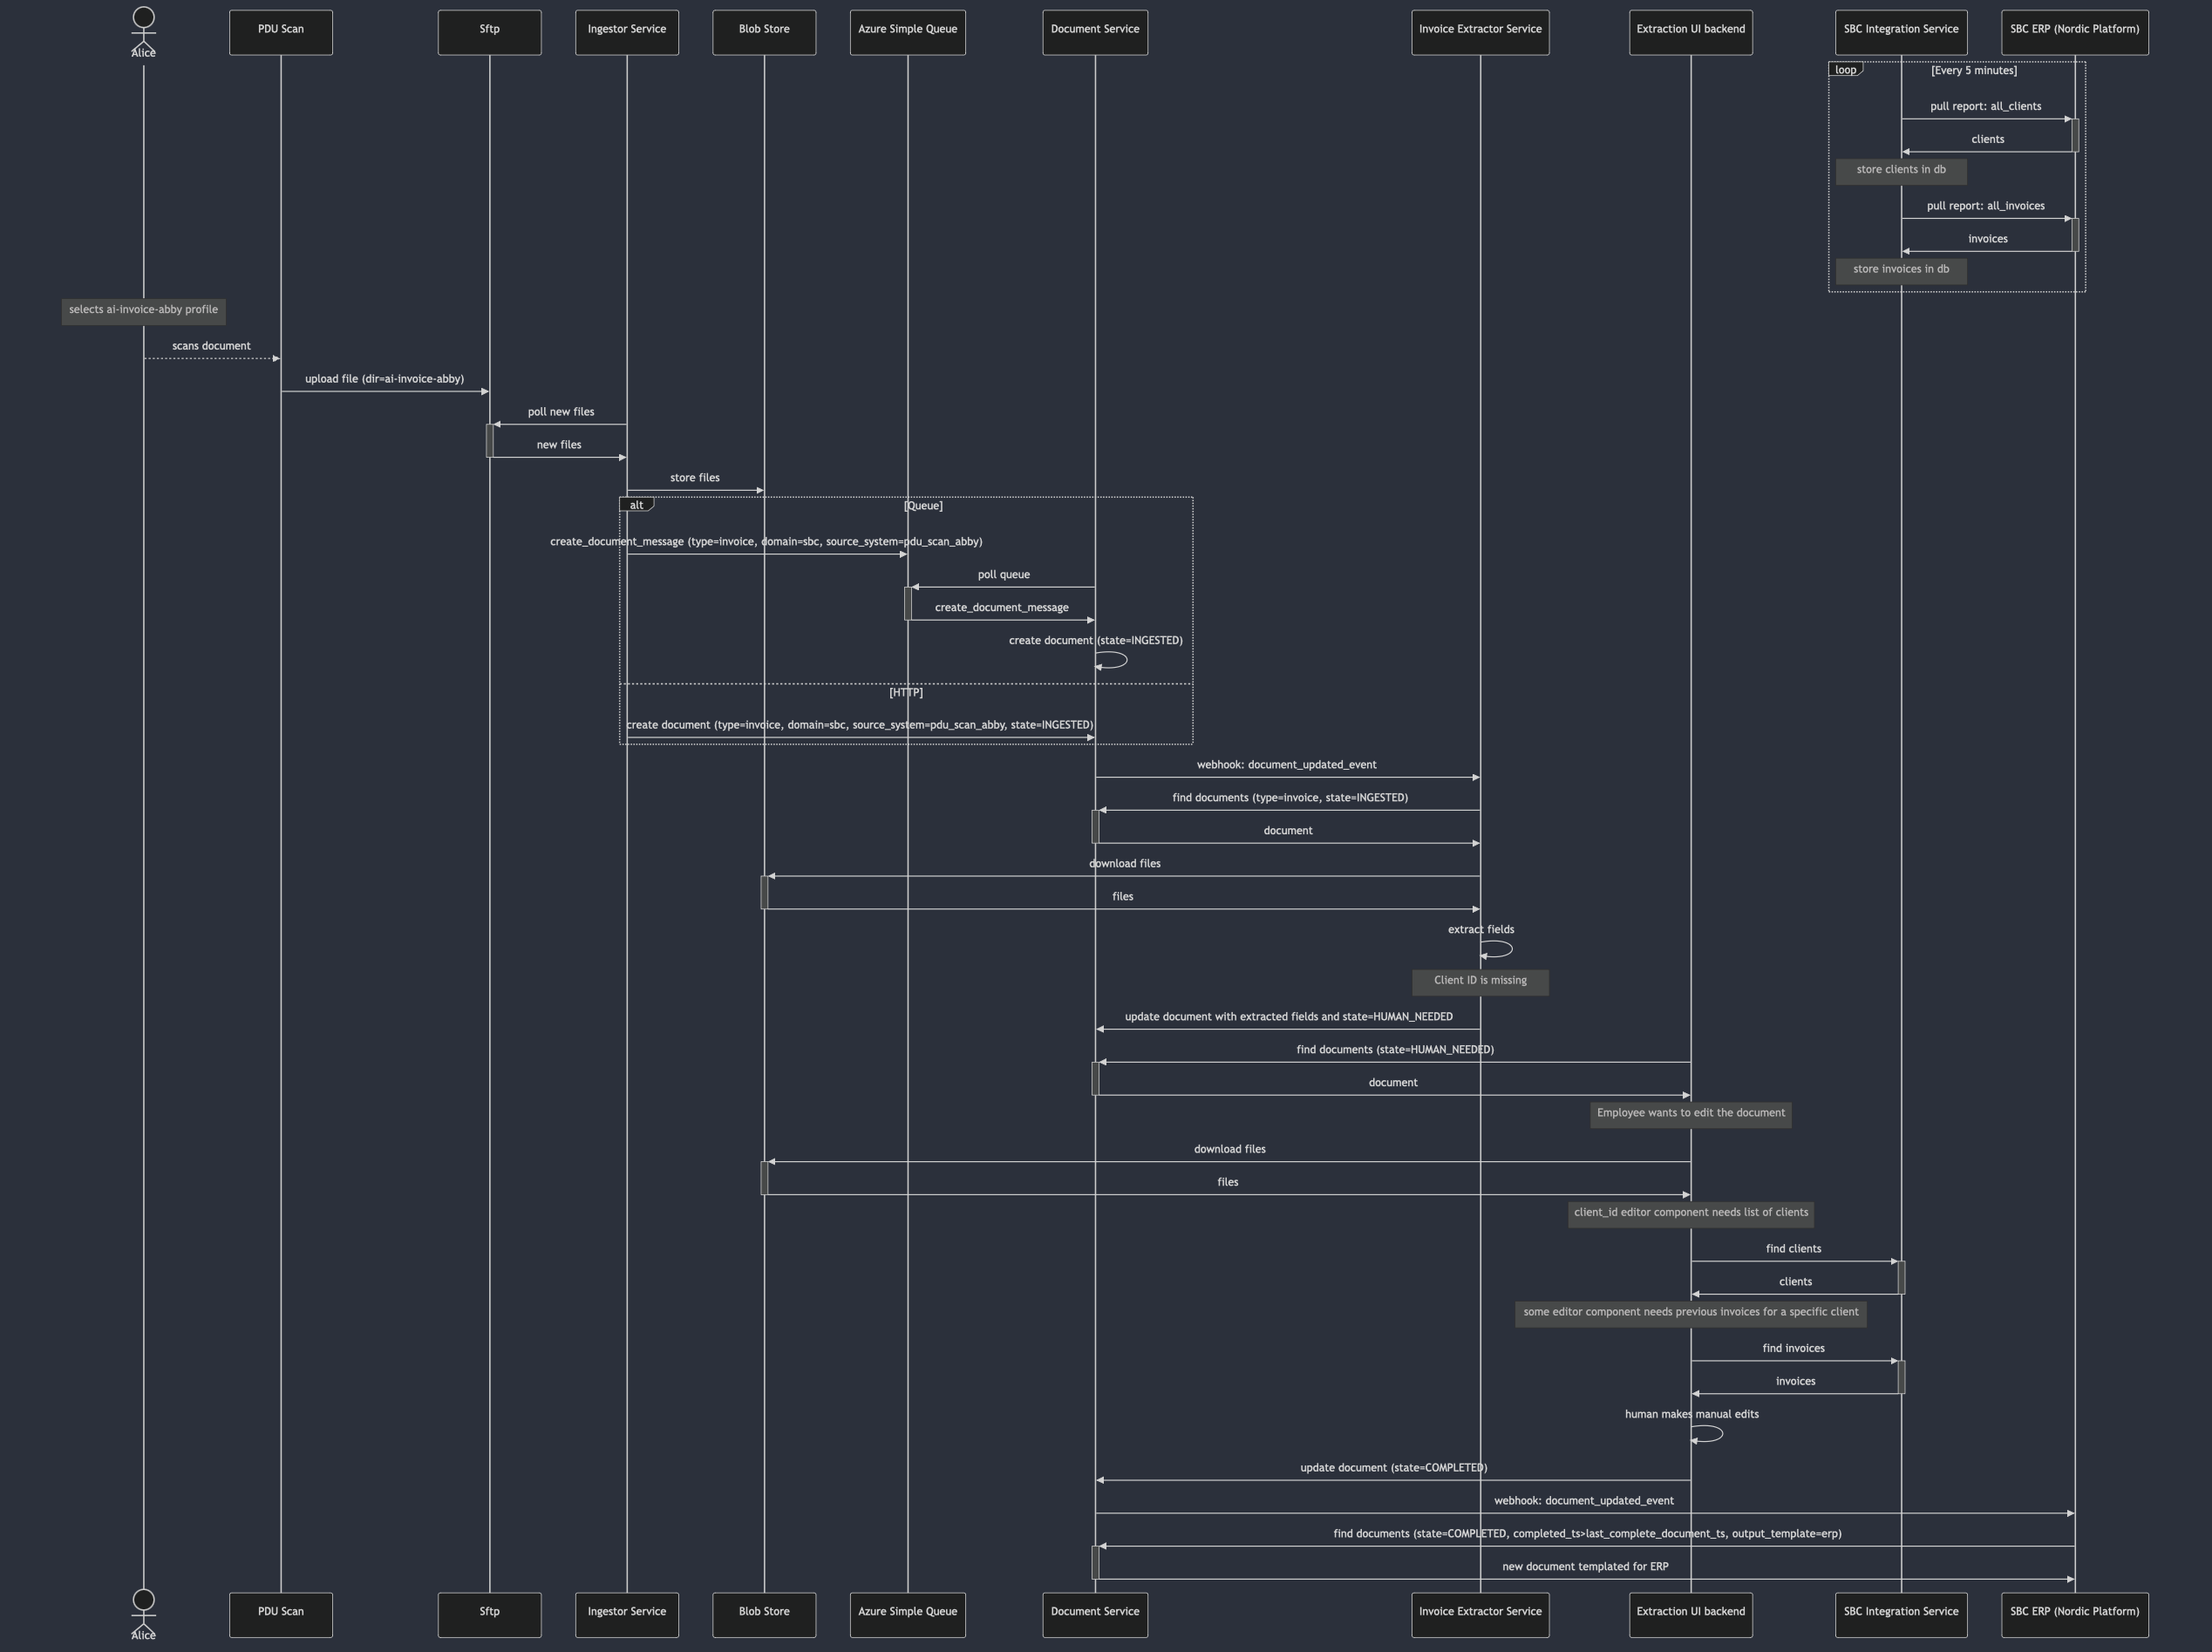 Alice
PDU Scan
Sftp
Ingestor Service
Blob Store
Azure Simple Queue
Document Service
Invoice Extractor Service
Extraction UI backend
SBC Integration Service
SBC ERP (Nordic Platform)
loop
[Every 5 minutes]
pull report: all_clients
clients
store clients in db
pull report: all_invoices
invoices
store invoices in db
selects ai-invoice-abby profile
scans document
upload file (dir=ai-invoice-abby)
poll new files
new files
store files
alt
[Queue]
create_document_message (type=invoice, domain=sbc, source_system=pdu_scan_abby)
poll queue
create_document_message
create document (state=INGESTED)
[HTTP]
create document (type=invoice, domain=sbc, source_system=pdu_scan_abby, state=INGESTED)
webhook: document_updated_event
find documents (type=invoice, state=INGESTED)
document
download files
files
extract fields
Client ID is missing
update document with extracted fields and state=HUMAN_NEEDED
find documents (state=HUMAN_NEEDED)
document
Employee wants to edit the document
download files
files
client_id editor component needs list of clients
find clients
clients
some editor component needs previous invoices for a specific client
find invoices
invoices
human makes manual edits
update document (state=COMPLETED)
webhook: document_updated_event
find documents (state=COMPLETED, completed_ts>last_complete_document_ts, output_template=erp)
new document templated for ERP
Alice
PDU Scan
Sftp
Ingestor Service
Blob Store
Azure Simple Queue
Document Service
Invoice Extractor Service
Extraction UI backend
SBC Integration Service
SBC ERP (Nordic Platform)